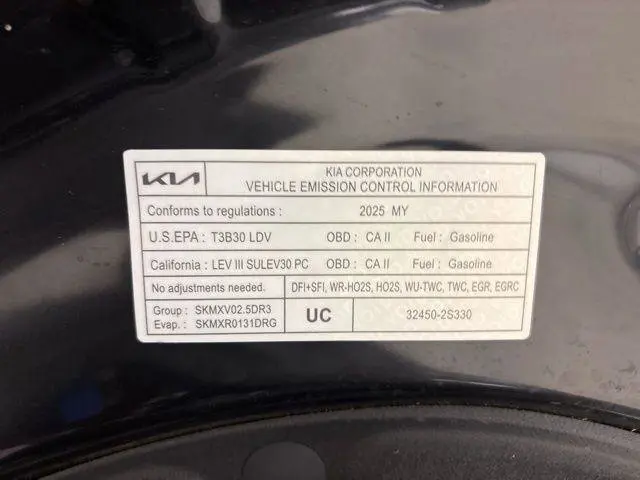 KIA
KIA CORPORATION
VEHICLE EMISSION CONTROL INFORMATION
Conforms to regulations : 2025 MY
U.S.EPA : T3B30 LDV OBD : CA II Fuel : Gasoline
California : LEV III SULEV30 PC OBD : CA II Fuel : Gasoline
No adjustments needed. DFI+SFI, WR-HO2S, HO2S, WU-TWC, TWC, EGR, EGRC
Group : SKMXV02.5DR3
Evap. : SKMXR0131DRG
UC
32450-2S330